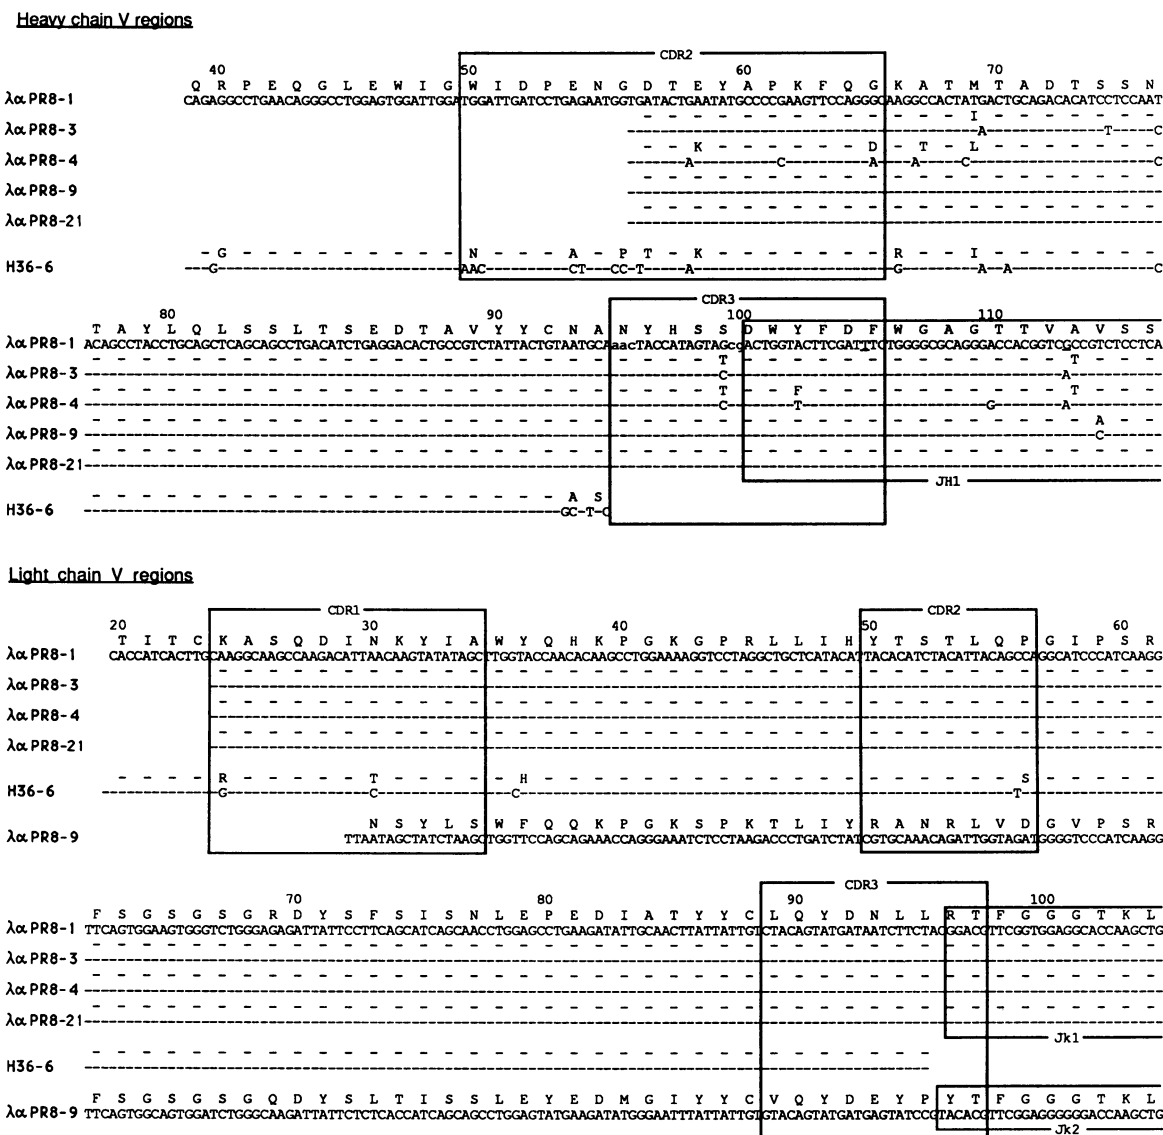 Heavy chain V regions
CDR2
40 50 60 70
Q R P E Q G L E W I G W I D P E N G D T E Y A P K F Q G K A T M T A D T S S N
λα PR8-1 CAGAGGCCTGAACAGGGCCTGGAGTGGATTGGATGGATTGATCCTGAGAATGGTGATACTGAATATGCCCCGAAGTTCCAGGGCAAGGCCACTATGACTGCAGACACATCCTCCAAT
- - - - - - - - - - - - - - I - - - - - - -
λα PR8-3 A T C
- - K - - - - - - D - T - L - - - - - - -
λα PR8-4 A C A A C C
- - - - - - - - - - - - - - - - - - - - - -
λα PR8-9
- - - - - - - - - - - - - - - - - - - - - -
λα PR8-21
- G - - - - - - - - - N - - - A - P T - K - - - - - - - R - - I - - - - - - -
H36-6 G AAC CT CC T A G A A C
CDR3
80 90 100 110
T A Y L Q L S S L T S E D T A V Y Y C N A N Y H S S D W Y F D F W G A G T T V A V S S
λα PR8-1 ACAGCCTACCTGCAGCTCAGCAGCCTGACATCTGAGGACACTGCCGTCTATTACTGTAATGCAaacTACCATAGTAGcgACTGGTACTTCGATTTCTGGGGCGCAGGGACCACGGTCGCCGTCTCCTCA
T T
λα PR8-3 C A
T F T
λα PR8-4 C T G A
A
λα PR8-9 C
λα PR8-21
JH1
A S
H36-6 GC-T-C
Light chain V regions
CDR1 CDR2
20 30 40 50 60
T I T C K A S Q D I N K Y I A W Y Q H K P G K G P R L L I H Y T S T L Q P G I P S R
λα PR8-1 CACCATCACTTGCAAGGCAAGCCAAGACATTAACAAGTATATAGCTTGGTACCAACACAAGCCTGGAAAAGGTCCTAGGCTGCTCATACATTACACATCTACATTACAGCCAGGCATCCCATCAAGG
λα PR8-3
λα PR8-4
λα PR8-21
R T H S
H36-6 G C C T
N S Y L S W F Q Q K P G K S P K T L I Y R A N R L V D G V P S R
λα PR8-9 TTAATAGCTATCTAAGCTGGTTCCAGCAGAAACCAGGGAAATCTCCTAAGACCCTGATCTATCGTGCAAACAGATTGGTAGATGGGGTCCCATCAAGG
CDR3
70 80 90 100
F S G S G S G R D Y S F S I S N L E P E D I A T Y Y C L Q Y D N L L R T F G G G T K L
λα PR8-1 TTCAGTGGAAGTGGGTCTGGGAGAGATTATTCCTTCAGCATCAGCAACCTGGAGCCTGAAGATATTGCAACTTATTATTGTCTACAGTATGATAATCTTCTACGGACGTTCGGTGGAGGCACCAAGCTG
λα PR8-3
λα PR8-4
λα PR8-21
Jk1
H36-6
F S G S G S G Q D Y S L T I S S L E Y E D M G I Y Y C V Q Y D E Y P Y T F G G G T K L
λα PR8-9 TTCAGTGGCAGTGGATCTGGGCAAGATTATTCTCTCACCATCAGCAGCCTGGAGTATGAAGATATGGGAATTTATTATTGTGTACAGTATGATGAGTATCCGTACACGTTCGGAGGGGGGACCAAGCTG
Jk2